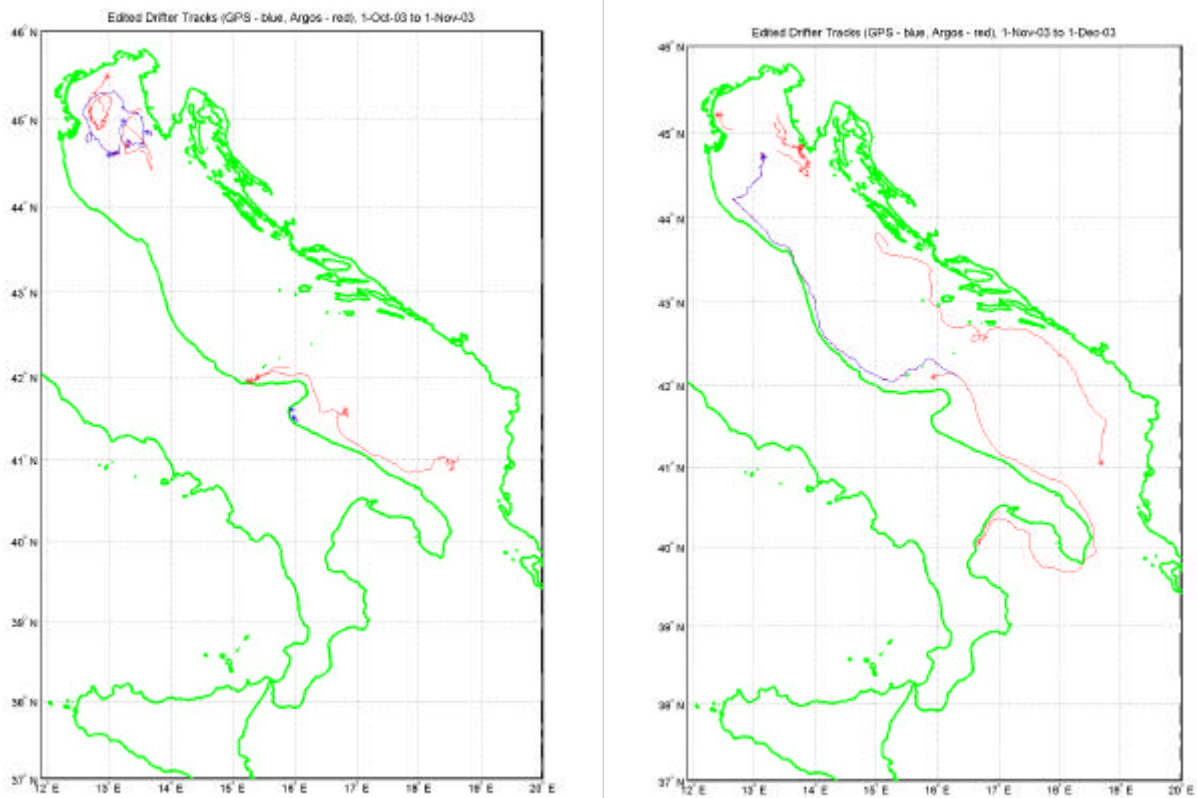 Edited Drifter Tracks (GPS - blue, Argos - red), 1-Oct-03 to 1-Nov-03
46° N
45° N
44° N
43° N
42° N
41° N
40° N
39° N
38° N
37° N
12° E 13° E 14° E 15° E 16° E 17° E 18° E 19° E 20° E
Edited Drifter Tracks (GPS - blue, Argos - red), 1-Nov-03 to 1-Dec-03
46° N
45° N
44° N
43° N
42° N
41° N
40° N
39° N
38° N
37° N
12° E 13° E 14° E 15° E 16° E 17° E 18° E 19° E 20° E